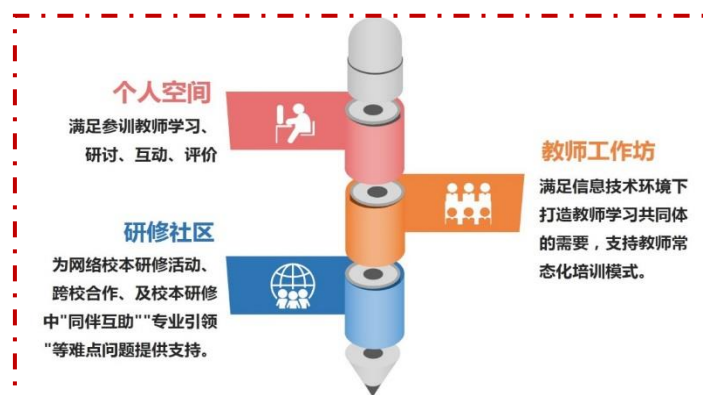 个人空间
满足参训教师学习、
研讨、互动、评价
教师工作坊
满足信息技术环境下
打造教师学习共同体
的需要，支持教师常
态化培训模式。
研修社区
为网络校本研修活动、
跨校合作、及校本研修
中"同伴互助""专业引领
"等难点问题提供支持。